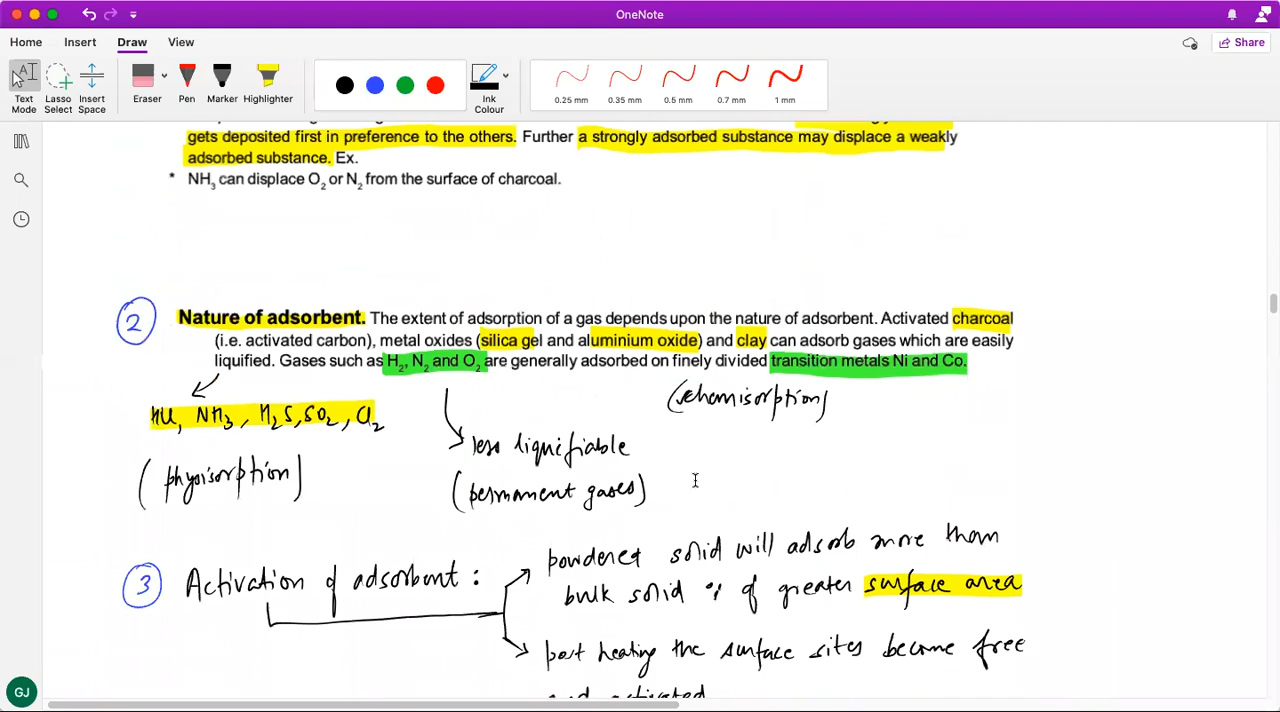 OneNote
Home Insert Draw View
Share
Text Mode
Lasso Select
Insert Space
Eraser
Pen
Marker
Highlighter
Ink Colour
0.25 mm 0.35 mm 0.5 mm 0.7 mm 1 mm
gets deposited first in preference to the others. Further a strongly adsorbed substance may displace a weakly
adsorbed substance. Ex.
* NH3 can displace O2 or N2 from the surface of charcoal.
2 Nature of adsorbent. The extent of adsorption of a gas depends upon the nature of adsorbent. Activated charcoal
(i.e. activated carbon), metal oxides (silica gel and aluminium oxide) and clay can adsorb gases which are easily
liquified. Gases such as H2, N2 and O2 are generally adsorbed on finely divided transition metals Ni and Co.
(chemisorption)
HCl, NH3, H2S, SO2, Cl2
less liquifiable
(physisorption)
(permanent gases)
powdered solid will adsorb more than
3 Activation of adsorbent :
bulk solid % of greater surface area
post heating the surface sites become free
and activated
GJ